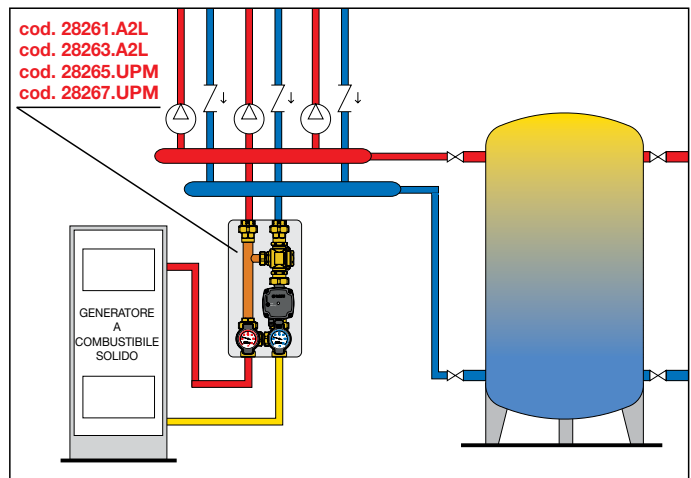 cod. 28261.A2L
cod. 28263.A2L
cod. 28265.UPM
cod. 28267.UPM
GENERATORE
A
COMBUSTIBILE
SOLIDO